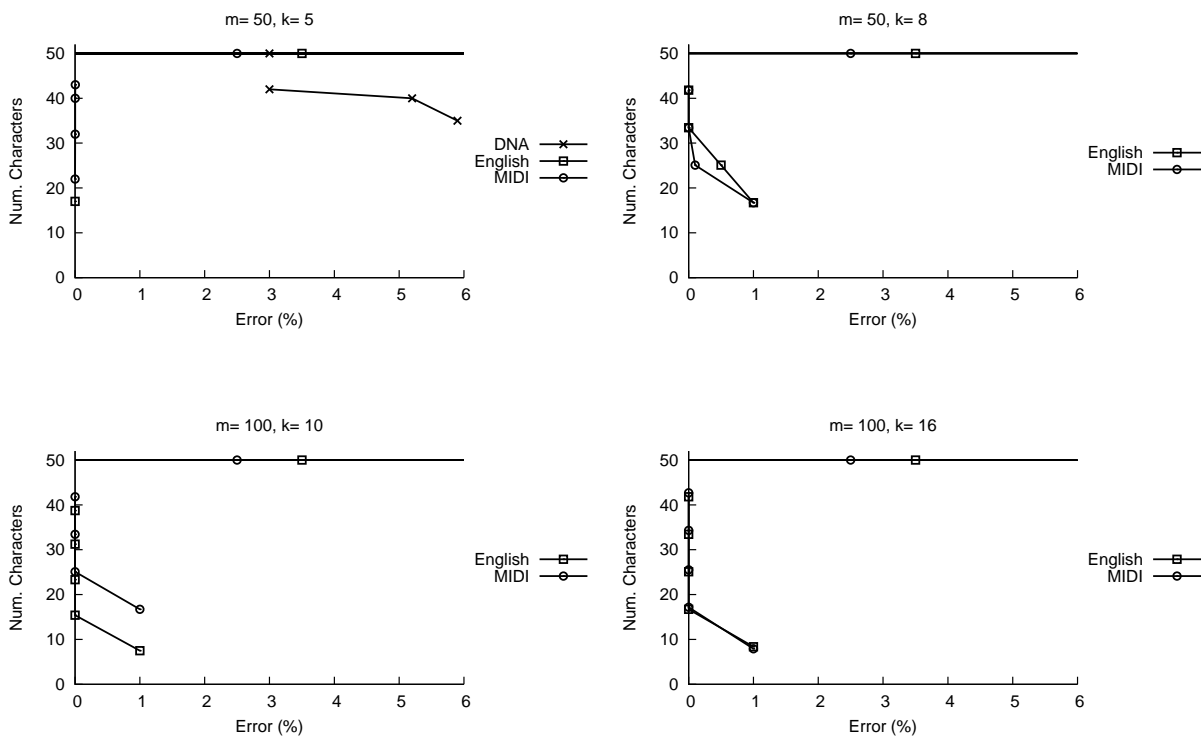 m= 50, k= 5
50
40
30
20
10
0
Num. Characters
0 1 2 3 4 5 6
Error (%)
DNA
English
MIDI
m= 50, k= 8
50
40
30
20
10
0
Num. Characters
0 1 2 3 4 5 6
Error (%)
English
MIDI
m= 100, k= 10
50
40
30
20
10
0
Num. Characters
0 1 2 3 4 5 6
Error (%)
English
MIDI
m= 100, k= 16
50
40
30
20
10
0
Num. Characters
0 1 2 3 4 5 6
Error (%)
English
MIDI